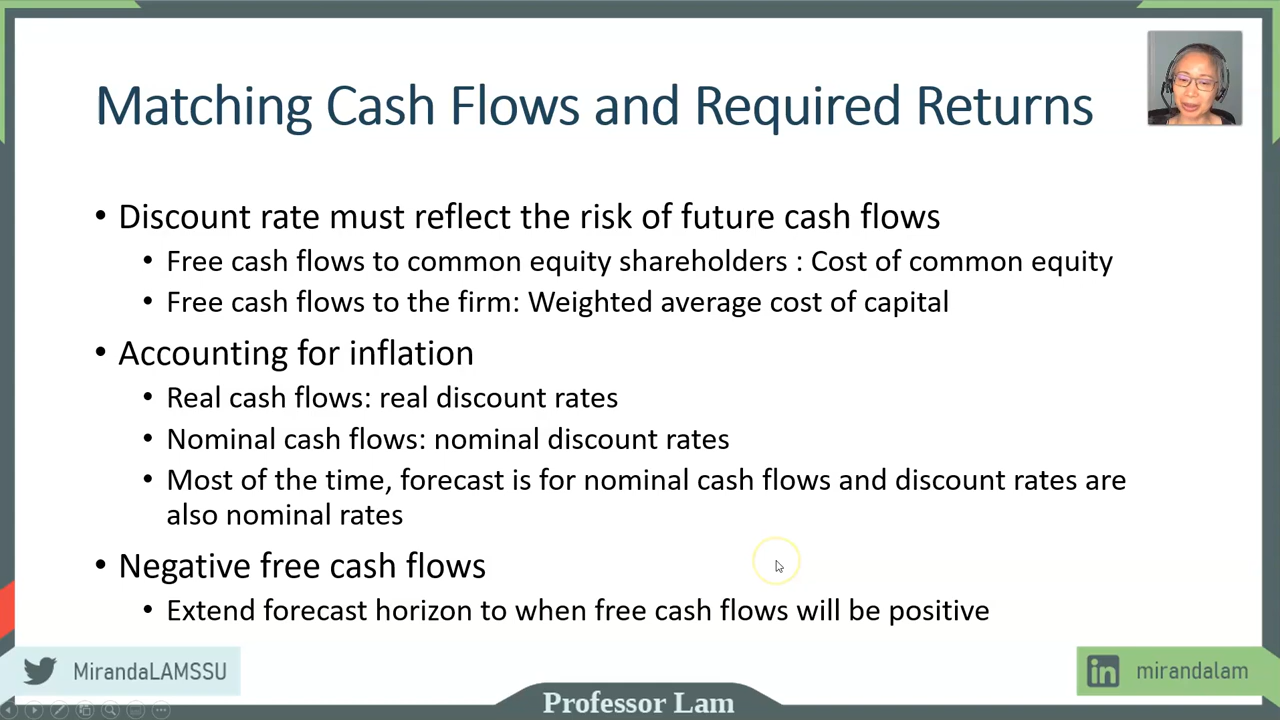 Matching Cash Flows and Required Returns
• Discount rate must reflect the risk of future cash flows
• Free cash flows to common equity shareholders : Cost of common equity
• Free cash flows to the firm: Weighted average cost of capital
• Accounting for inflation
• Real cash flows: real discount rates
• Nominal cash flows: nominal discount rates
• Most of the time, forecast is for nominal cash flows and discount rates are
also nominal rates
• Negative free cash flows
• Extend forecast horizon to when free cash flows will be positive
MirandaLAMSSU
in mirandalam
Professor Lam